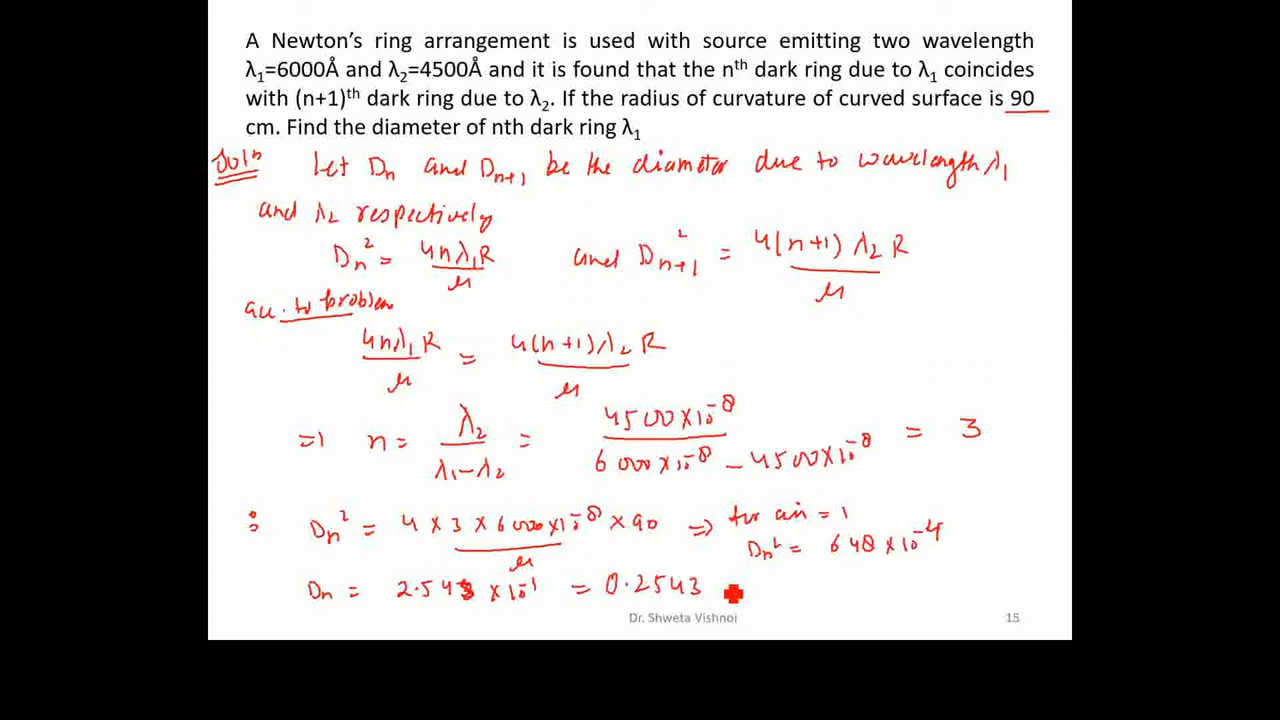 A Newton's ring arrangement is used with source emitting two wavelength
λ₁=6000Å and λ₂=4500Å and it is found that the nᵗʰ dark ring due to λ₁ coincides
with (n+1)ᵗʰ dark ring due to λ₂. If the radius of curvature of curved surface is 90
cm. Find the diameter of nth dark ring λ₁
Solⁿ Let Dₙ and Dₙ₊₁ be the diameter due to wavelength λ₁
and λ₂ respectively
Dₙ² = 4nλ₁R/μ and Dₙ₊₁² = 4(n+1)λ₂R/μ
acc. to problem
4nλ₁R/μ = 4(n+1)λ₂R/μ
⇒ n = λ₂/(λ₁-λ₂) = 4500×10⁻⁸/(6000×10⁻⁸ - 4500×10⁻⁸) = 3
∴ Dₙ² = 4×3×6000×10⁻⁸×90/μ ⇒ for air = 1
Dₙ² = 648×10⁻⁴
Dₙ = 2.543 ×10⁻¹ = 0.2543
Dr. Shweta Vishnoi 15